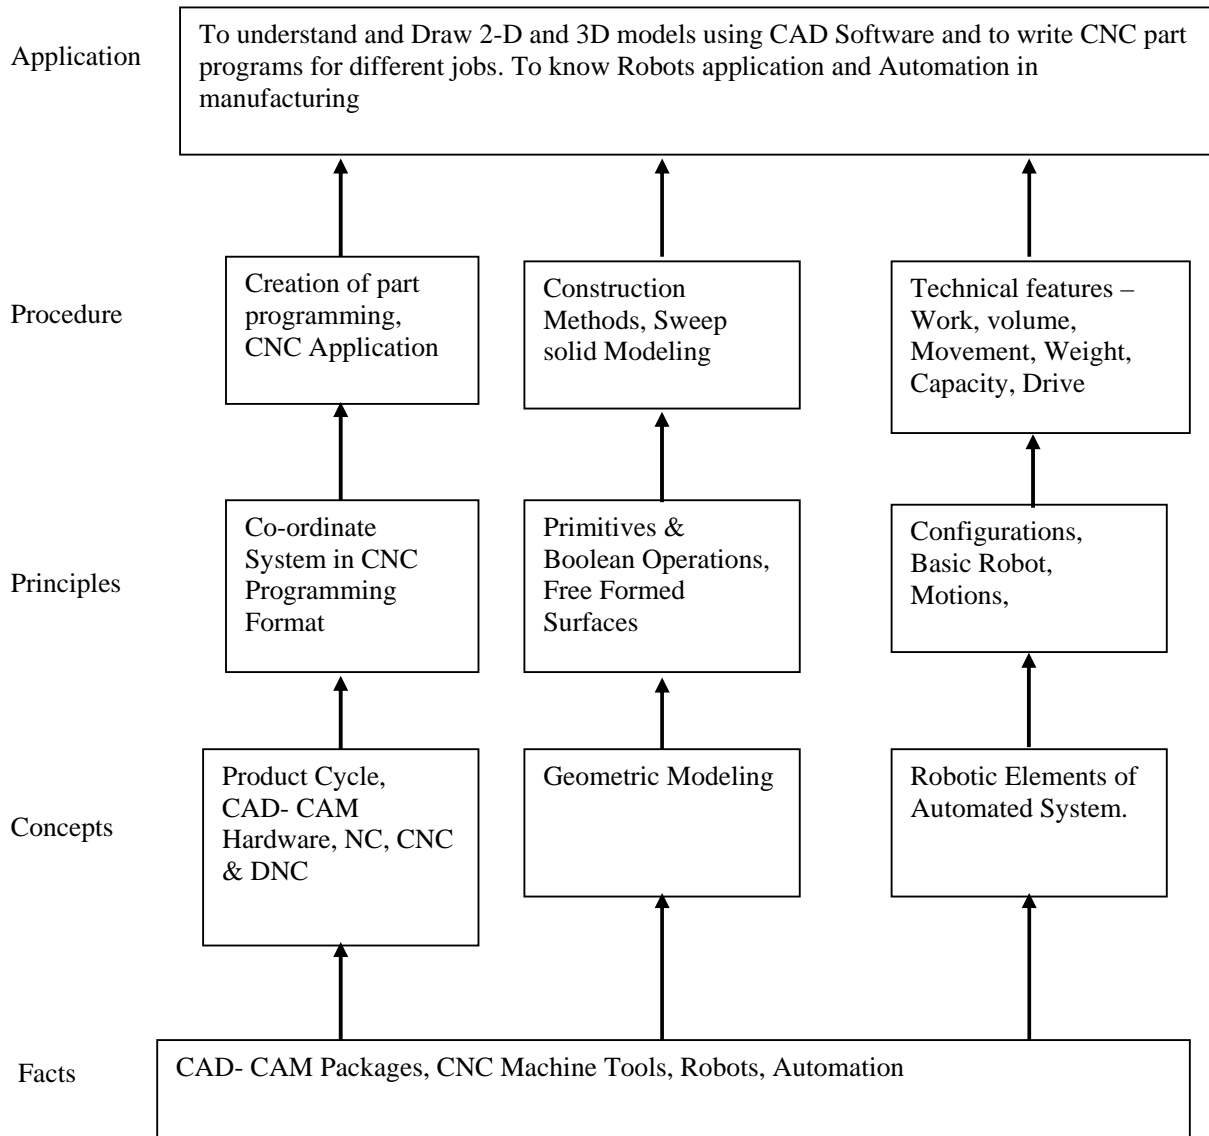 Application
To understand and Draw 2-D and 3D models using CAD Software and to write CNC part
programs for different jobs. To know Robots application and Automation in
manufacturing
Procedure
Creation of part
programming,
CNC Application
Construction
Methods, Sweep
solid Modeling
Technical features –
Work, volume,
Movement, Weight,
Capacity, Drive
Principles
Co-ordinate
System in CNC
Programming
Format
Primitives &
Boolean Operations,
Free Formed
Surfaces
Configurations,
Basic Robot,
Motions,
Concepts
Product Cycle,
CAD- CAM
Hardware, NC, CNC
& DNC
Geometric Modeling
Robotic Elements of
Automated System.
Facts
CAD- CAM Packages, CNC Machine Tools, Robots, Automation